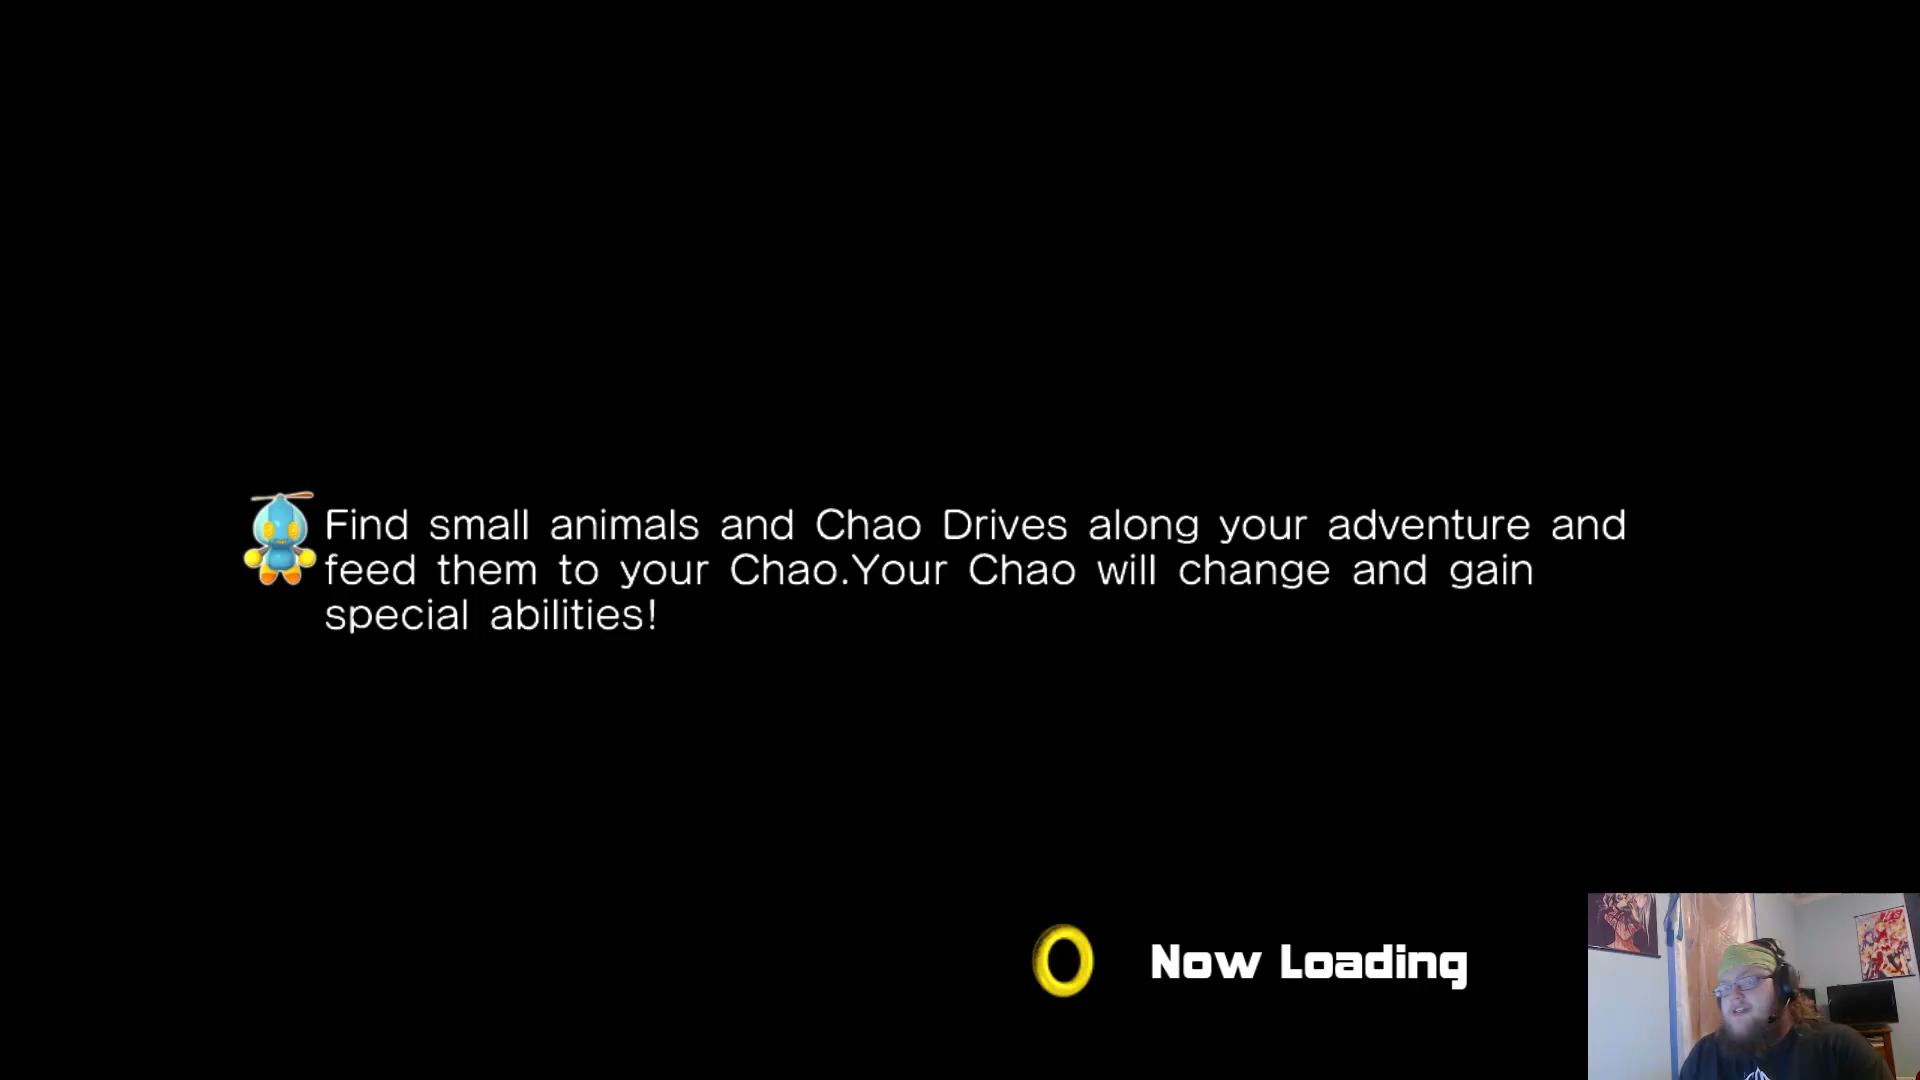 Find small animals and Chao Drives along your adventure and
feed them to your Chao.Your Chao will change and gain
special abilities!
Now Loading